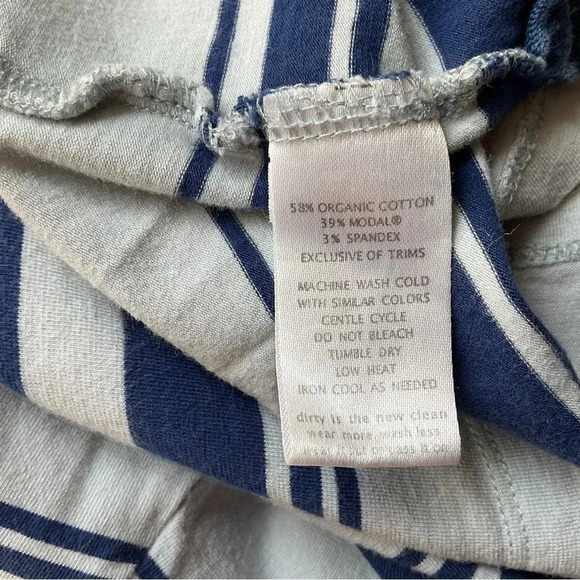 58% ORGANIC COTTON
39% MODAL®
3% SPANDEX
EXCLUSIVE OF TRIMS
MACHINE WASH COLD
WITH SIMILAR COLORS
GENTLE CYCLE
DO NOT BLEACH
TUMBLE DRY
LOW HEAT
IRON COOL AS NEEDED
dirty is the new clean
wear more, wash less